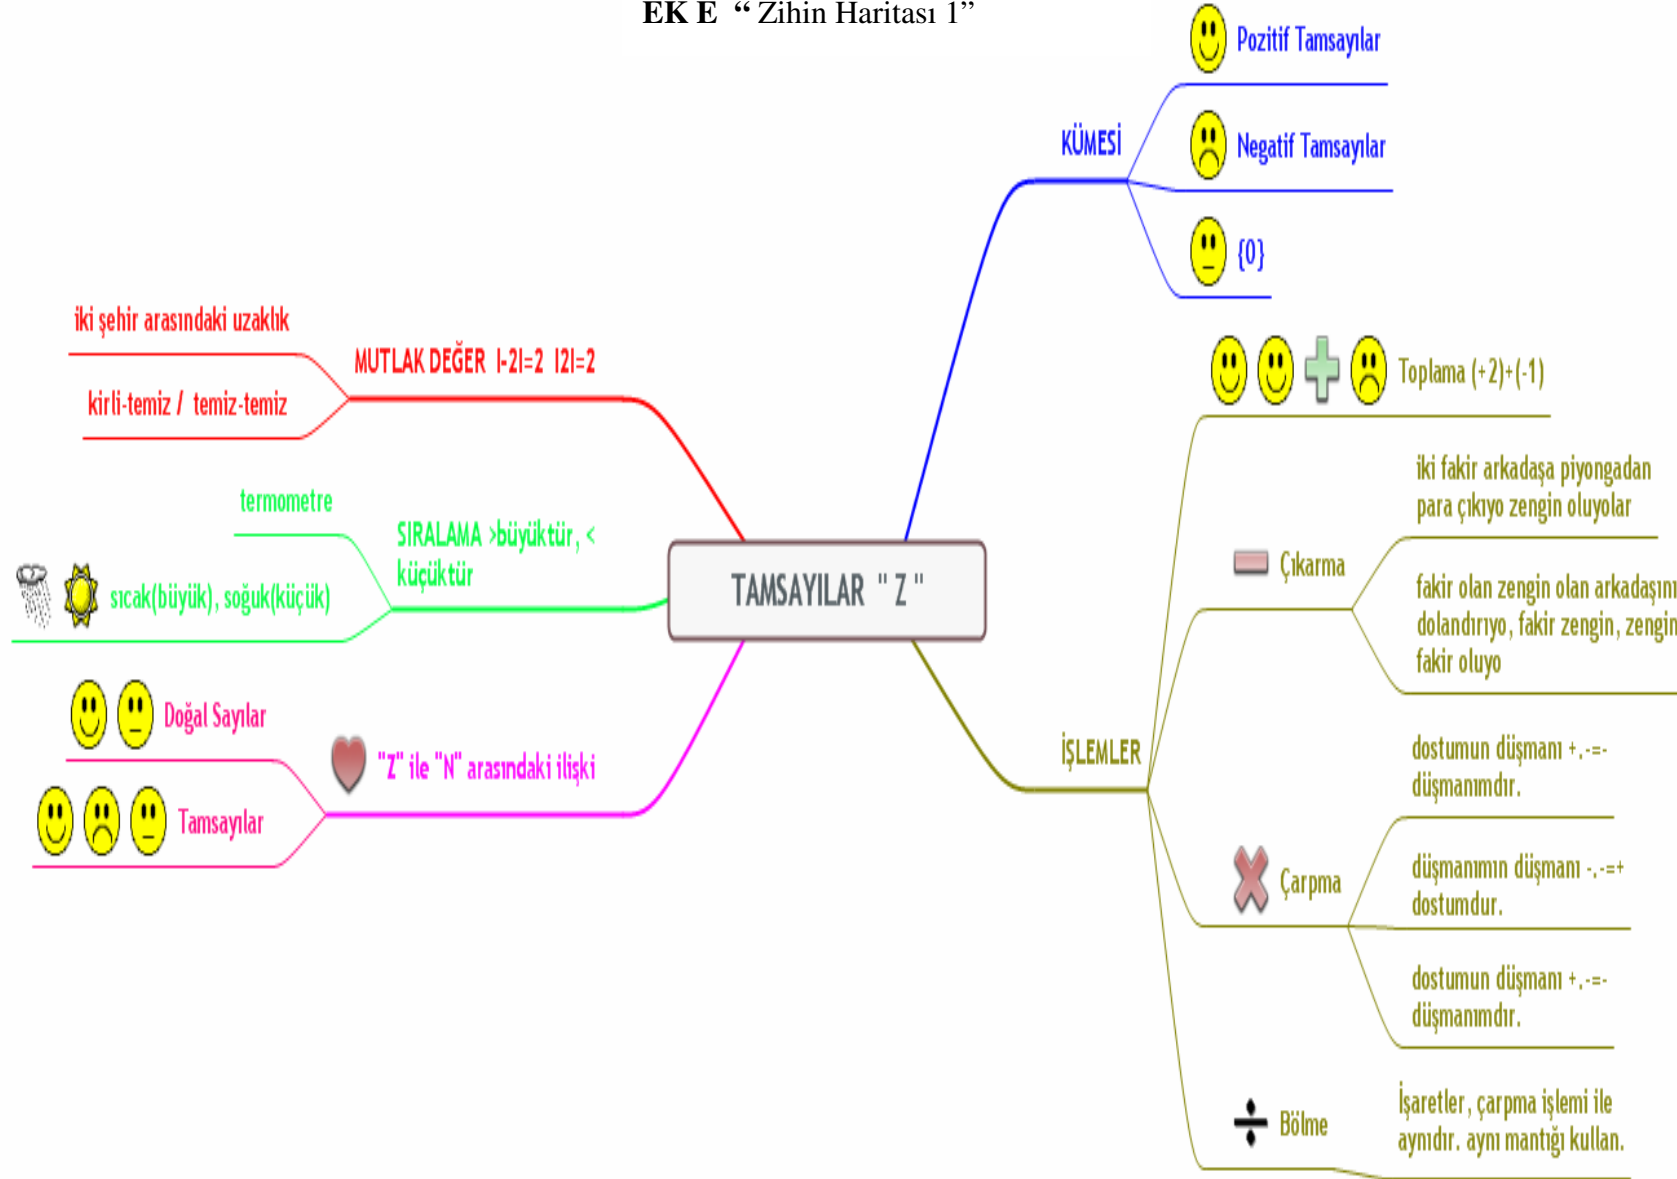 EK E “ Zihin Haritası 1”
Pozitif Tamsayılar
KÜMESİ
Negatif Tamsayılar
{0}
iki şehir arasındaki uzaklık
MUTLAK DEĞER I-2I=2 I2I=2
kirli-temiz / temiz-temiz
termometre
SIRALAMA >büyüktür, <
küçüktür
sıcak(büyük), soğuk(küçük)
TAMSAYILAR " Z "
Doğal Sayılar
"Z" ile "N" arasındaki ilişki
Tamsayılar
İŞLEMLER
Toplama (+2)+(-1)
Çıkarma
iki fakir arkadaşa piyongadan
para çıkıyo zengin oluyolar
fakir olan zengin olan arkadaşını
dolandırıyo, fakir zengin, zengin
fakir oluyo
Çarpma
dostumun düşmanı +.-=-
düşmanımdır.
düşmanımın düşmanı -.-=+
dostumdur.
dostumun düşmanı +.-=-
düşmanımdır.
Bölme
İşaretler, çarpma işlemi ile
aynıdır. aynı mantığı kullan.